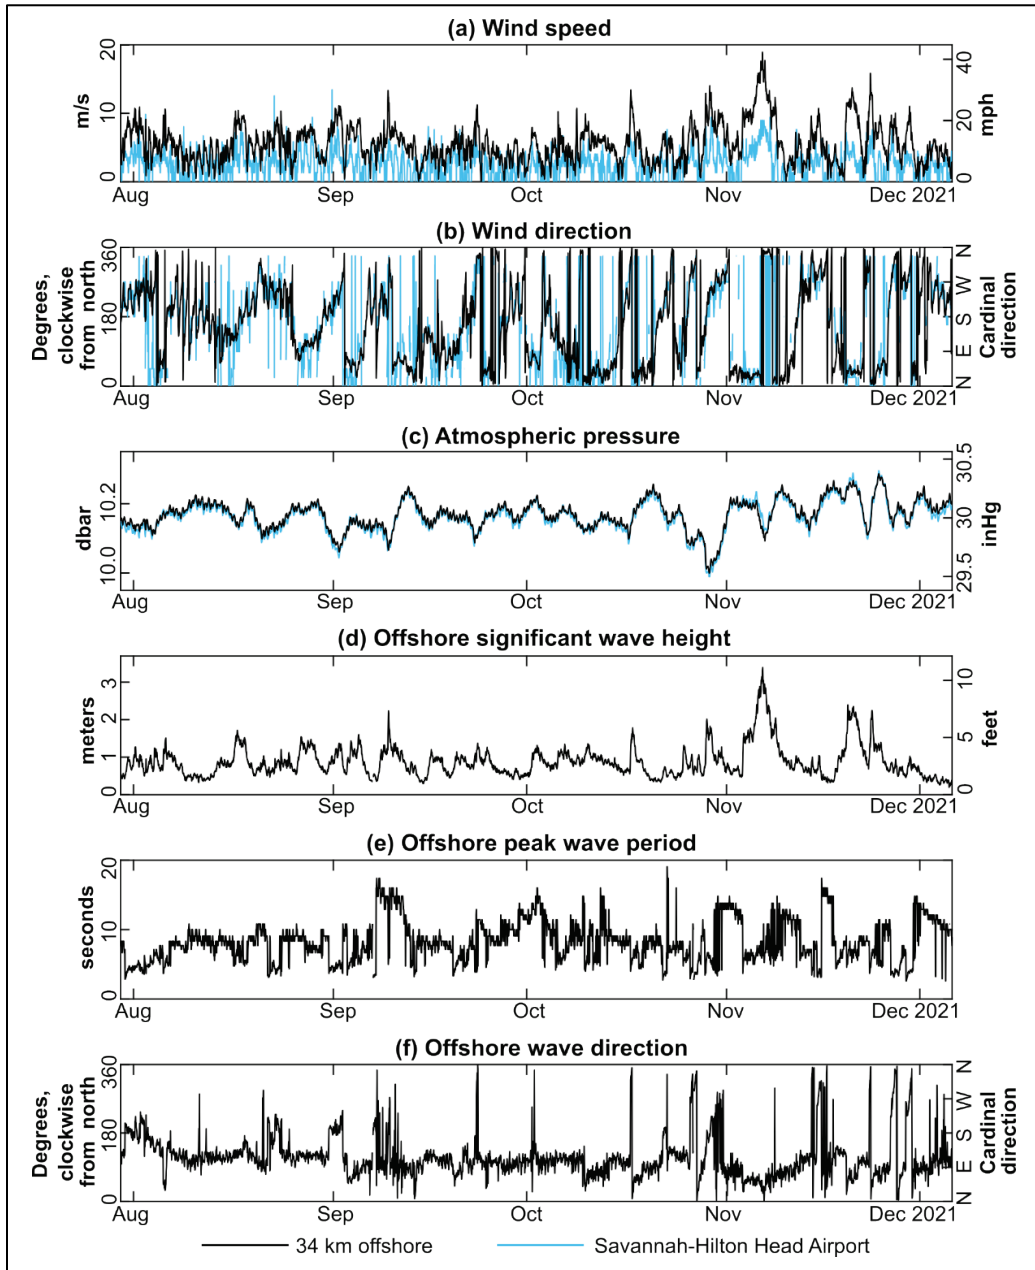 (a) Wind speed
20
10
0
m/s
40
20
0
mph
Aug Sep Oct Nov Dec 2021
(b) Wind direction
360
180
0
Degrees,
clockwise
from north
N
W
S
E
N
Cardinal
direction
Aug Sep Oct Nov Dec 2021
(c) Atmospheric pressure
10.2
10.0
dbar
30.5
30
29.5
inHg
Aug Sep Oct Nov Dec 2021
(d) Offshore significant wave height
3
2
1
0
meters
10
5
0
feet
Aug Sep Oct Nov Dec 2021
(e) Offshore peak wave period
20
10
0
seconds
Aug Sep Oct Nov Dec 2021
(f) Offshore wave direction
360
180
0
Degrees,
clockwise
from north
N
W
S
E
N
Cardinal
direction
Aug Sep Oct Nov Dec 2021
34 km offshore Savannah-Hilton Head Airport